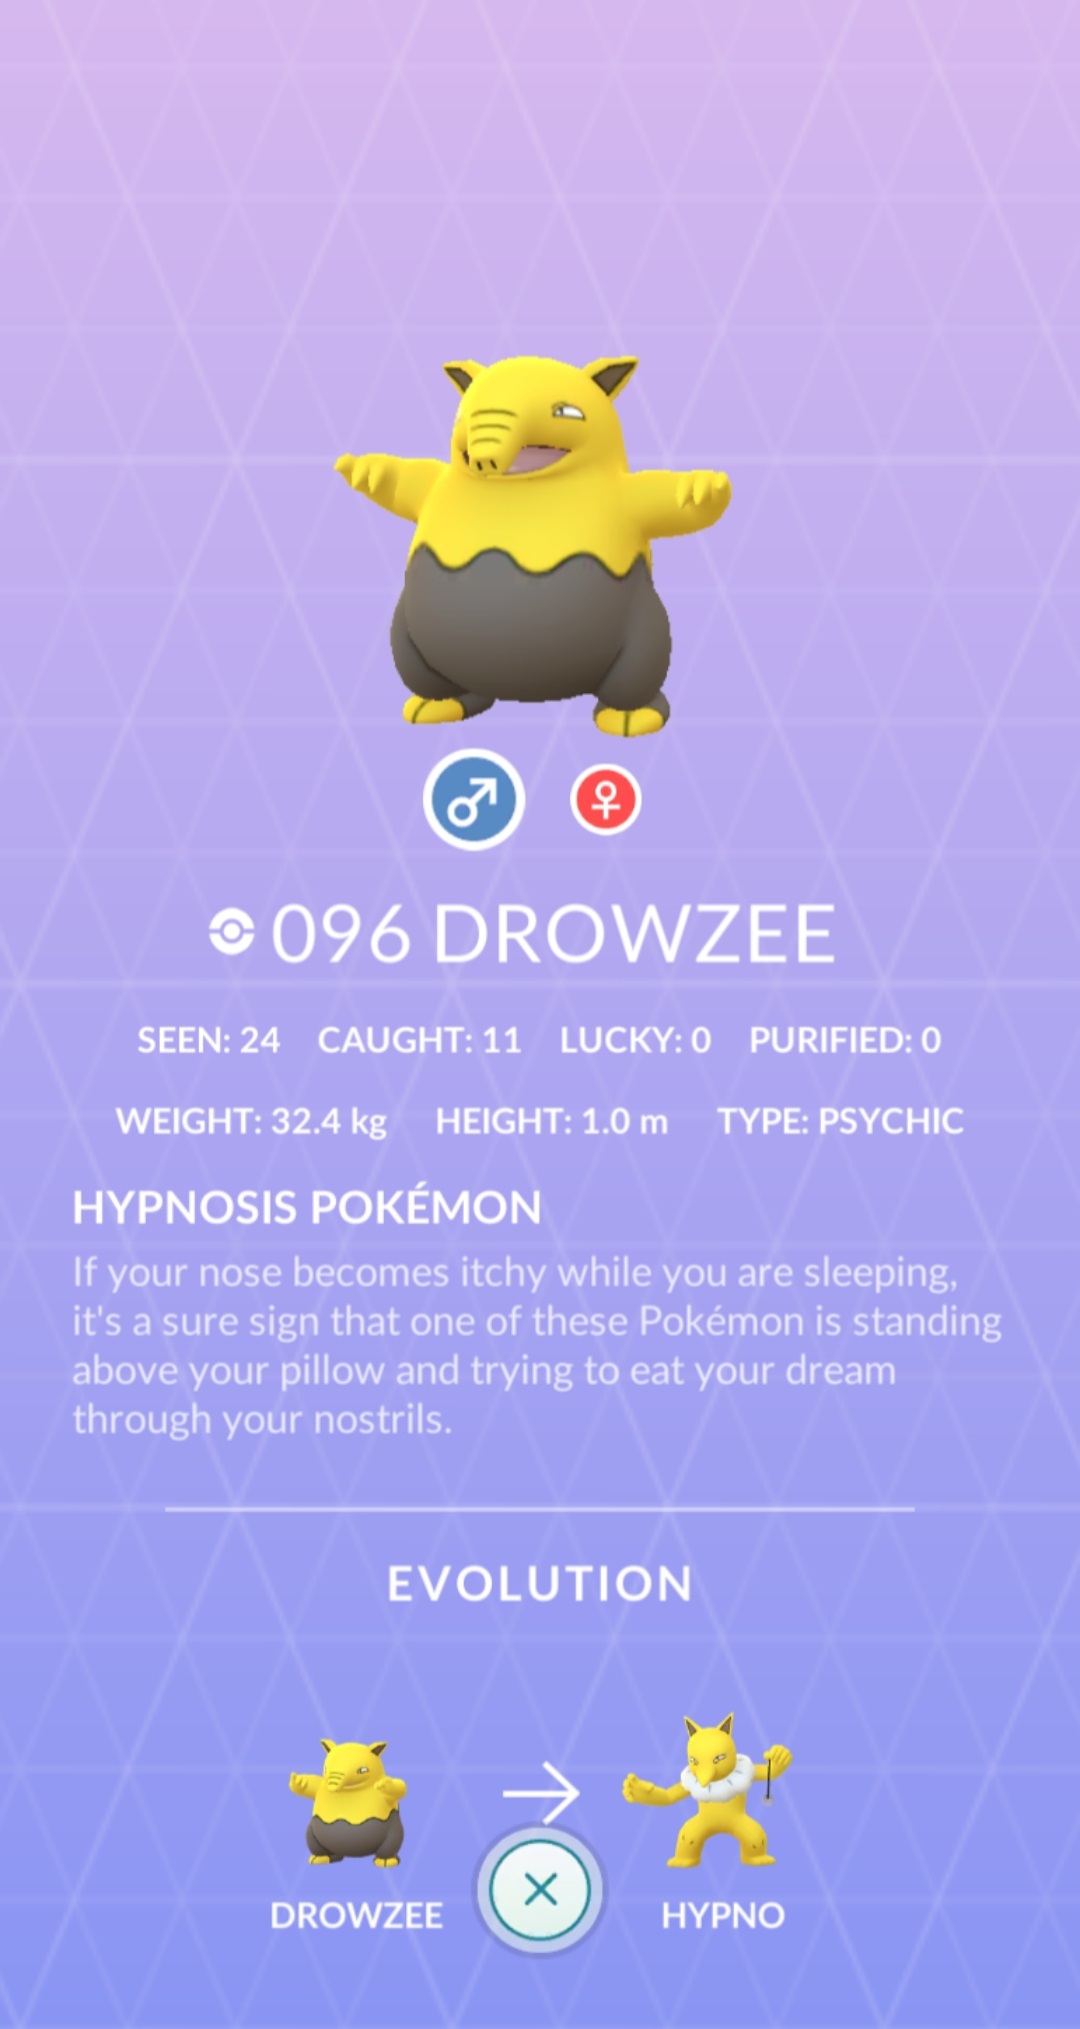 096 DROWZEE
SEEN: 24 CAUGHT: 11 LUCKY: 0 PURIFIED: 0
WEIGHT: 32.4 kg HEIGHT: 1.0 m TYPE: PSYCHIC
HYPNOSIS POKÉMON
If your nose becomes itchy while you are sleeping,
it's a sure sign that one of these Pokémon is standing
above your pillow and trying to eat your dream
through your nostrils.
EVOLUTION
DROWZEE HYPNO